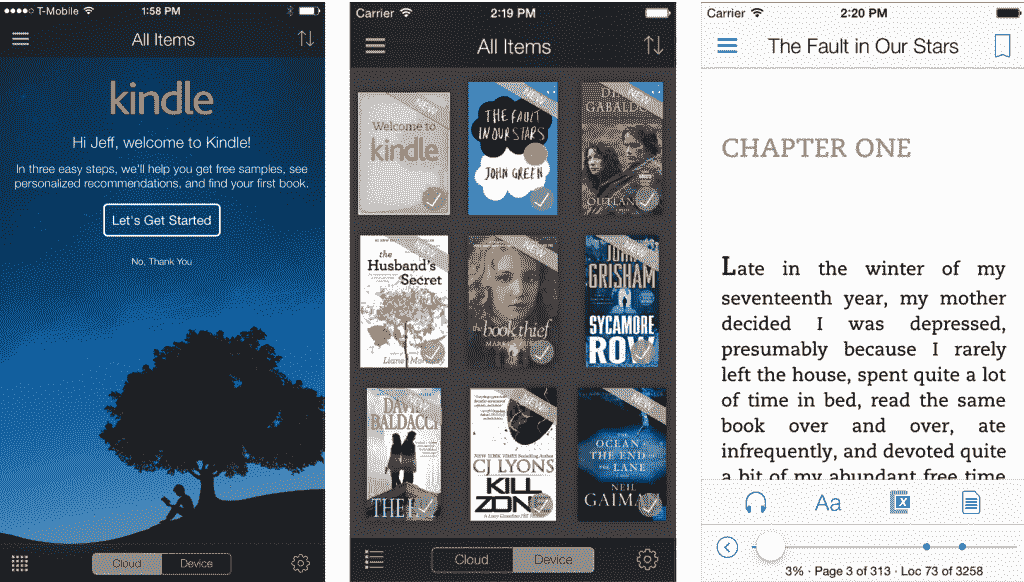 T-Mobile 1:58 PM
All Items
kindle
Hi Jeff, welcome to Kindle!
In three easy steps, we'll help you get free samples, see
personalized recommendations, and find your first book.
Let's Get Started
No, Thank You
Cloud Device
Carrier 2:19 PM
All Items
NEW
Welcome to
kindle
NEW
THE FAULT
IN OUR STARS
JOHN GREEN
NEW
GABALDON
OUTLANDER
NEW
the
Husband's
Secret
Liane Moriarty
NEW
the book thief
NEW
JOHN
GRISHAM
SYCAMORE
ROW
DAVID
BALDACCI
THE
NEW
CJ LYONS
KILL
ZONE
NEW
THE
OCEAN
AT THE END
OF THE
LANE
NEIL
GAIMAN
Cloud Device
Carrier 2:20 PM
The Fault in Our Stars
CHAPTER ONE
Late in the winter of my
seventeenth year, my mother
decided I was depressed,
presumably because I rarely
left the house, spent quite a lot
of time in bed, read the same
book over and over, ate
infrequently, and devoted quite
a bit of my abundant free time
Aa
X
3% · Page 3 of 313 · Loc 73 of 3258